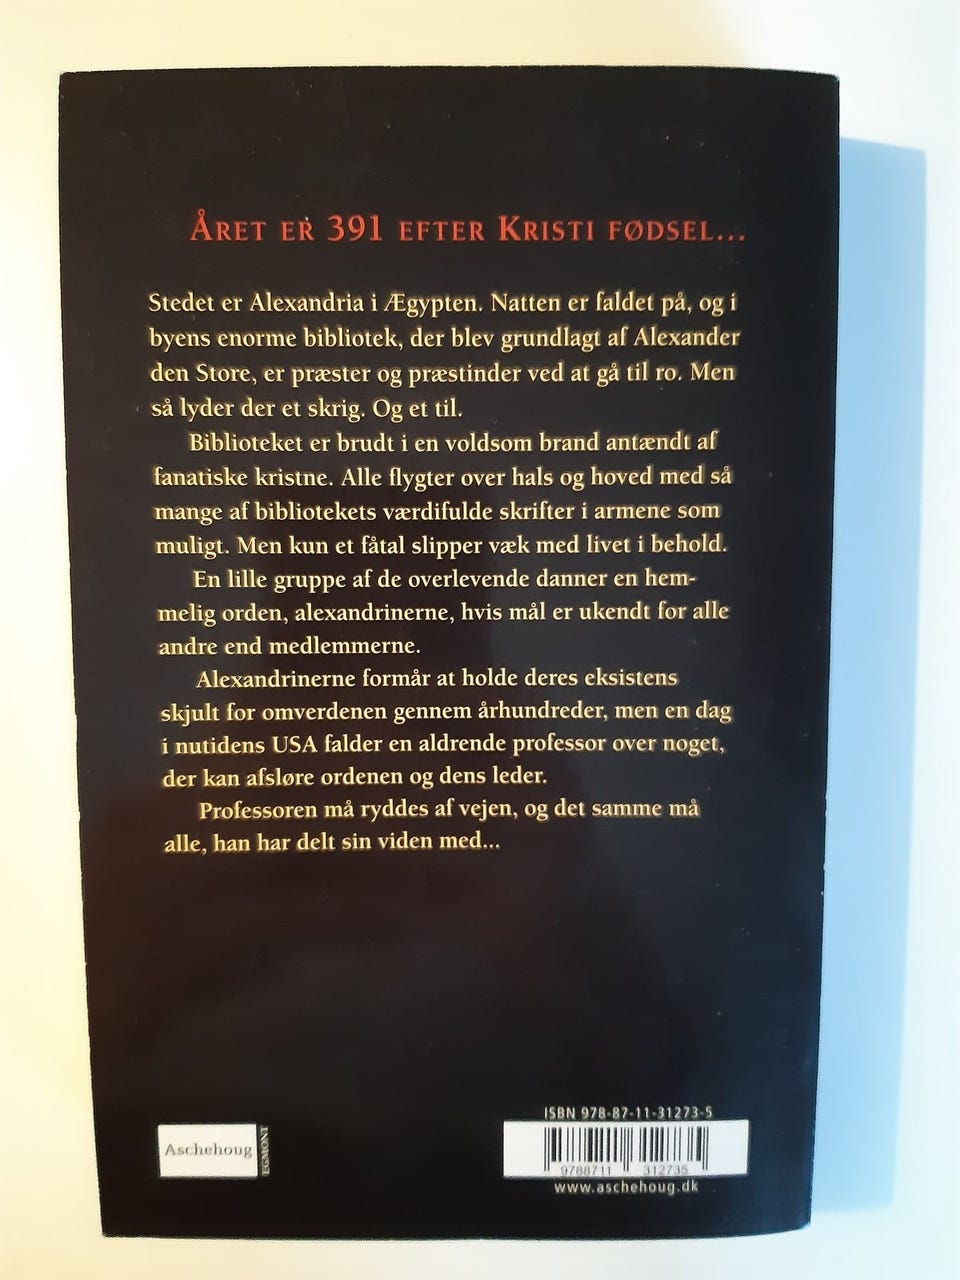 Året er 391 efter Kristi fødsel...
Stedet er Alexandria i Ægypten. Natten er faldet på, og i
byens enorme bibliotek, der blev grundlagt af Alexander
den Store, er præster og præstinder ved at gå til ro. Men
så lyder der et skrig. Og et til.
Biblioteket er brudt i en voldsom brand antændt af
fanatiske kristne. Alle flygter over hals og hoved med så
mange af bibliotekets værdifulde skrifter i armene som
muligt. Men kun et fåtal slipper væk med livet i behold.
En lille gruppe af de overlevende danner en hem-
melig orden, alexandrinerne, hvis mål er ukendt for alle
andre end medlemmerne.
Alexandrinerne formår at holde deres eksistens
skjult for omverdenen gennem århundreder, men en dag
i nutidens USA falder en aldrende professor over noget,
der kan afsløre ordenen og dens leder.
Professoren må ryddes af vejen, og det samme må
alle, han har delt sin viden med...
Aschehoug
EGMONT
ISBN 978-87-11-31273-5
9788711 312735
www.aschehoug.dk